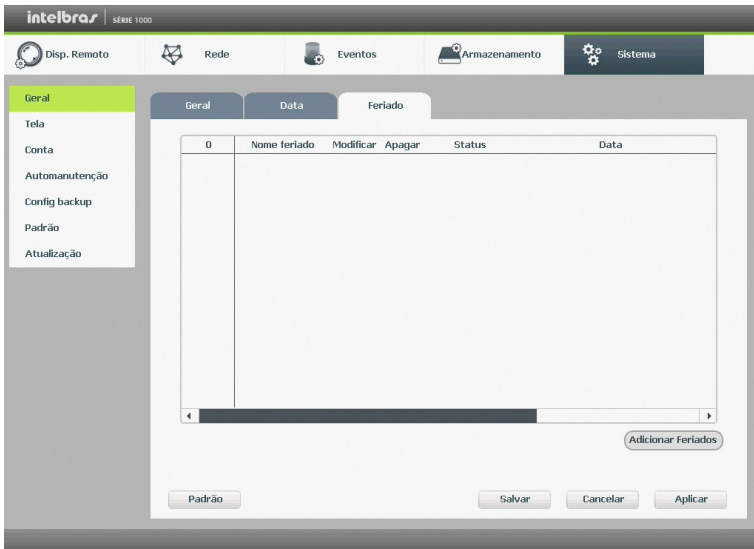 intelbras SÉRIE 1000
Disp. Remoto Rede Eventos Armazenamento Sistema
Geral
Tela
Conta
Automanutenção
Config backup
Padrão
Atualização
Geral Data Feriado
0 Nome feriado Modificar Apagar Status Data
Adicionar Feriados
Padrão Salvar Cancelar Aplicar